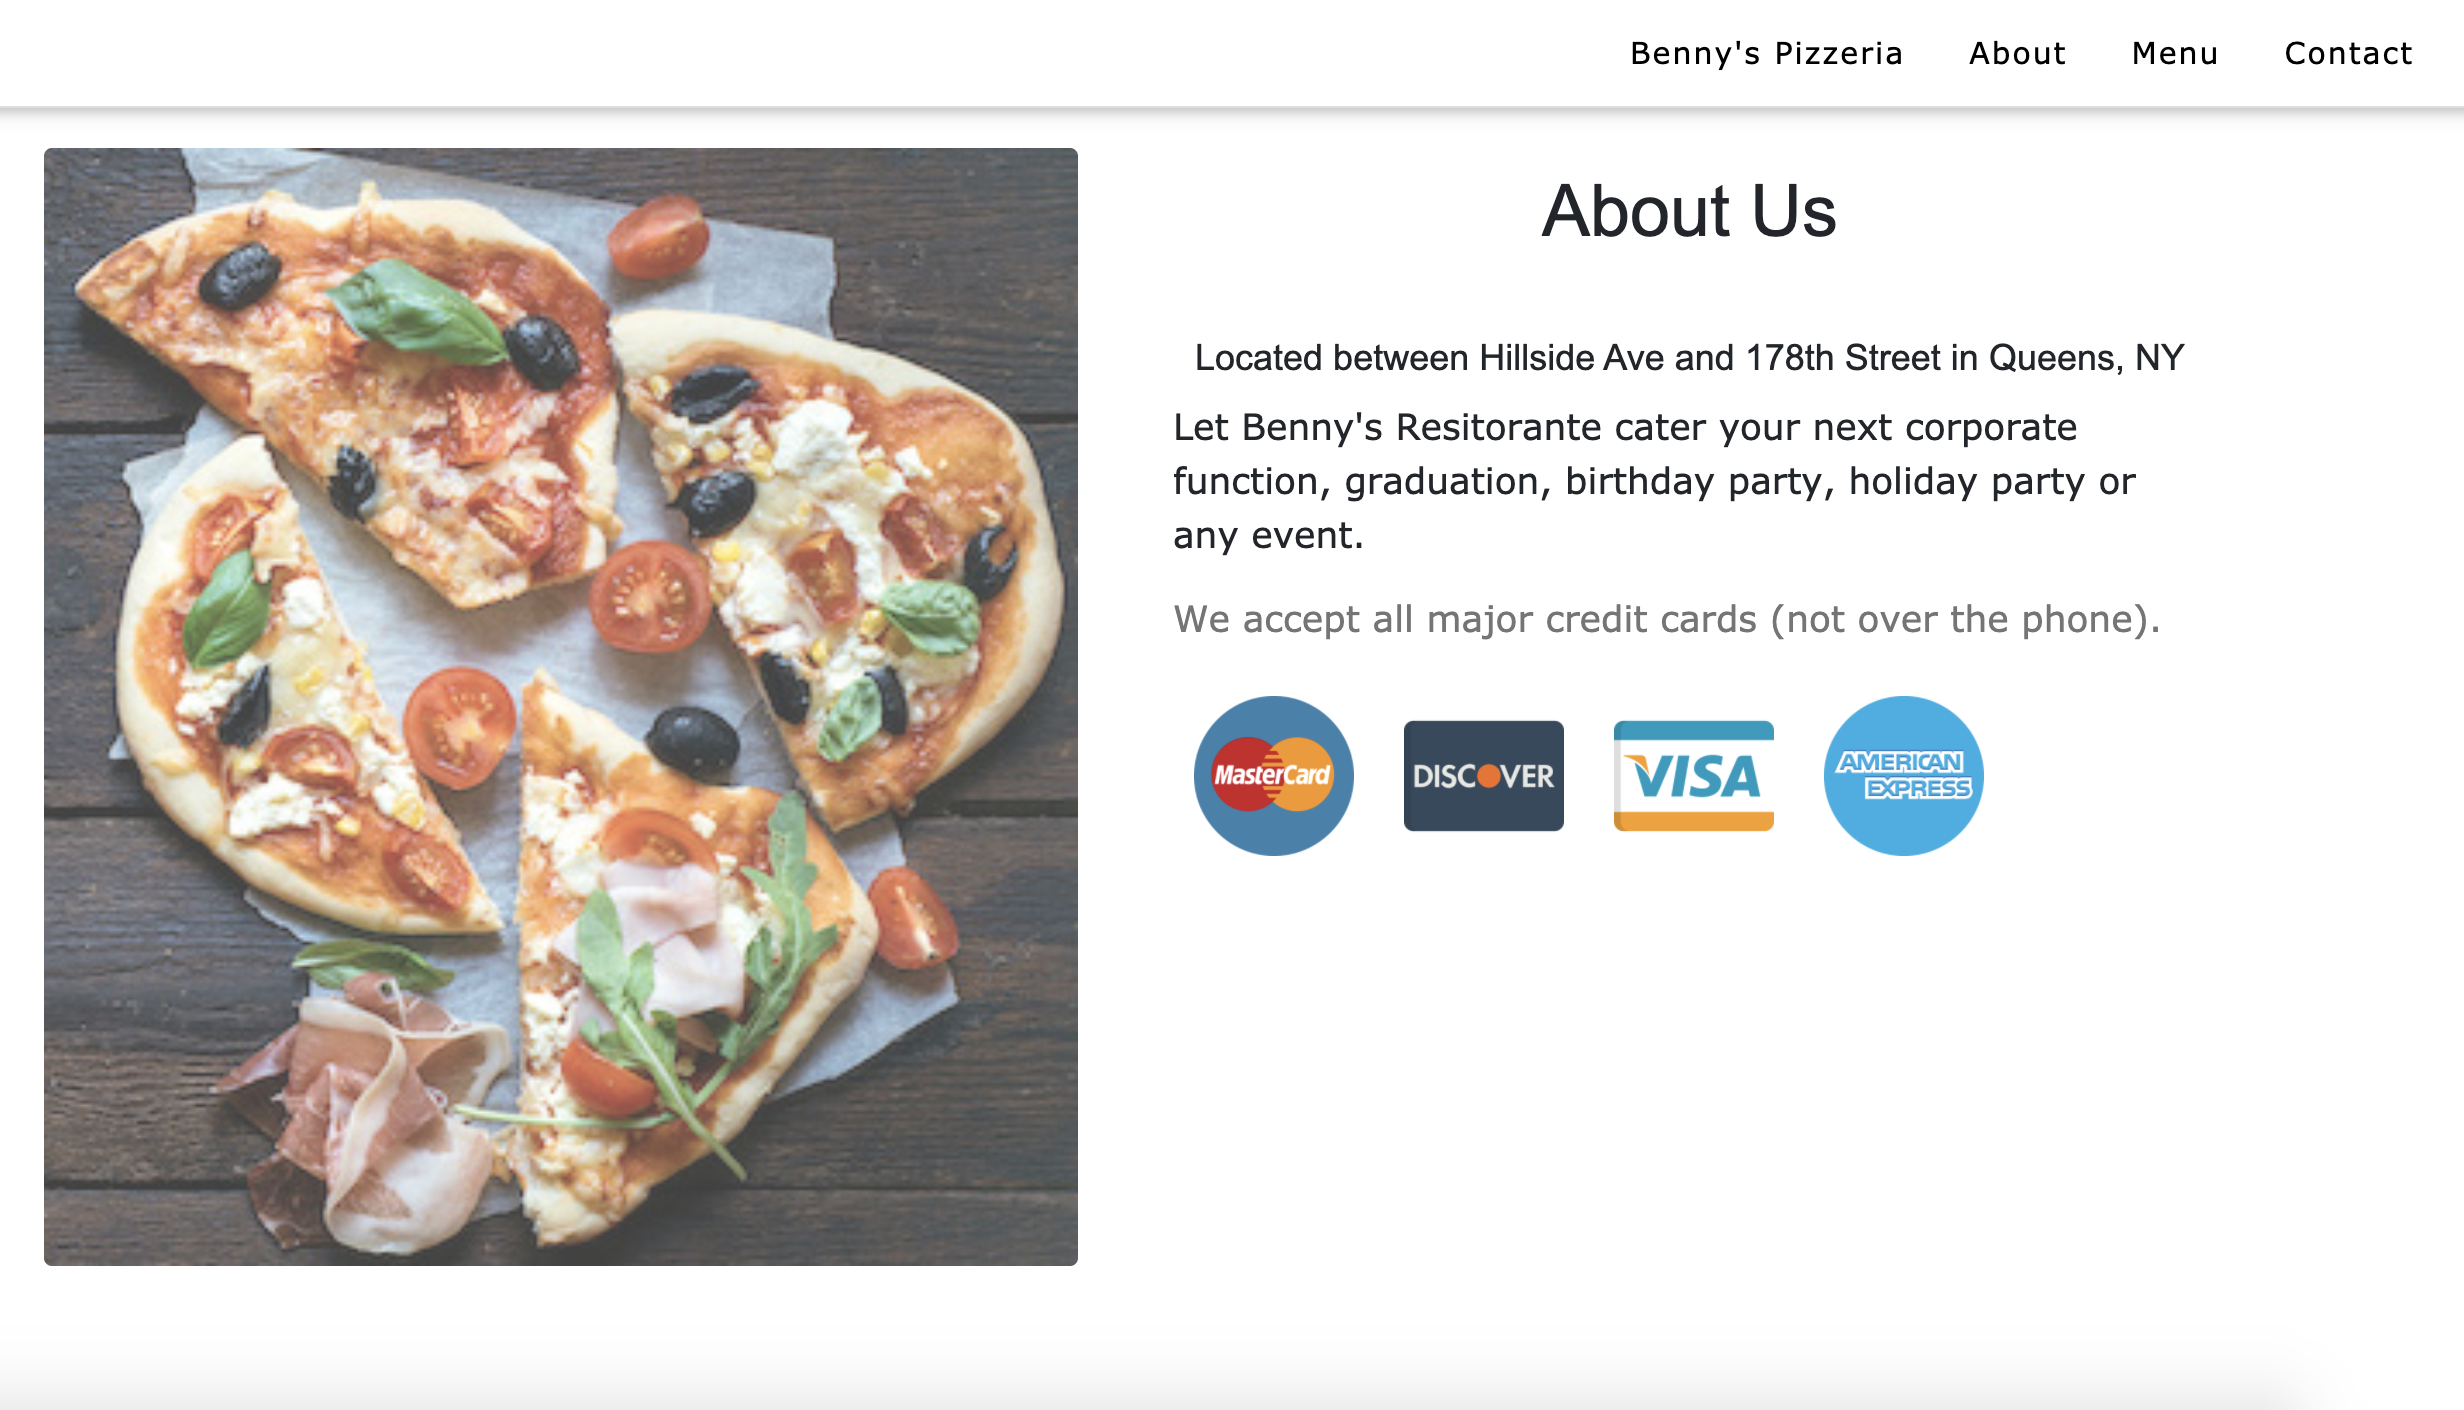 Benny's Pizzeria About Menu Contact
About Us
Located between Hillside Ave and 178th Street in Queens, NY
Let Benny's Resitorante cater your next corporate
function, graduation, birthday party, holiday party or
any event.
We accept all major credit cards (not over the phone).
MasterCard
DISCOVER
VISA
AMERICAN
EXPRESS